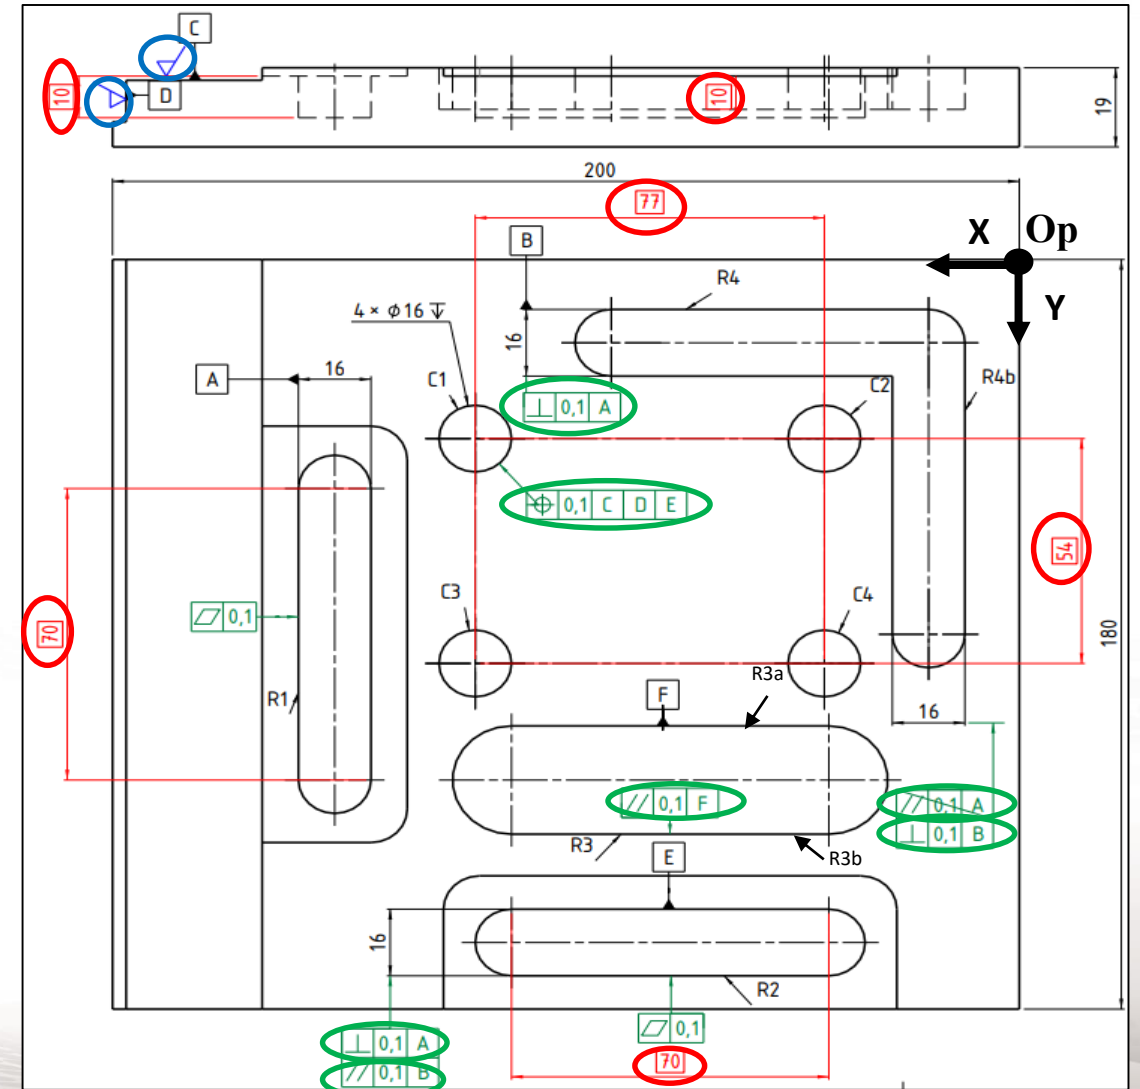 C
10
D
10
19
200
77
B
X Op
Y
R4
4 × ϕ 16 ↧
16
A
16
C1
C2
R4b
⊥ 0,1 A
⌖ 0,1 C D E
54
C3
C4
180
70
▱ 0,1
R1
R3a
F
16
// 0,1 F
// 0,1 A
⊥ 0,1 B
R3
R3b
E
16
R2
▱ 0,1
⊥ 0,1 A
// 0,1 B
70